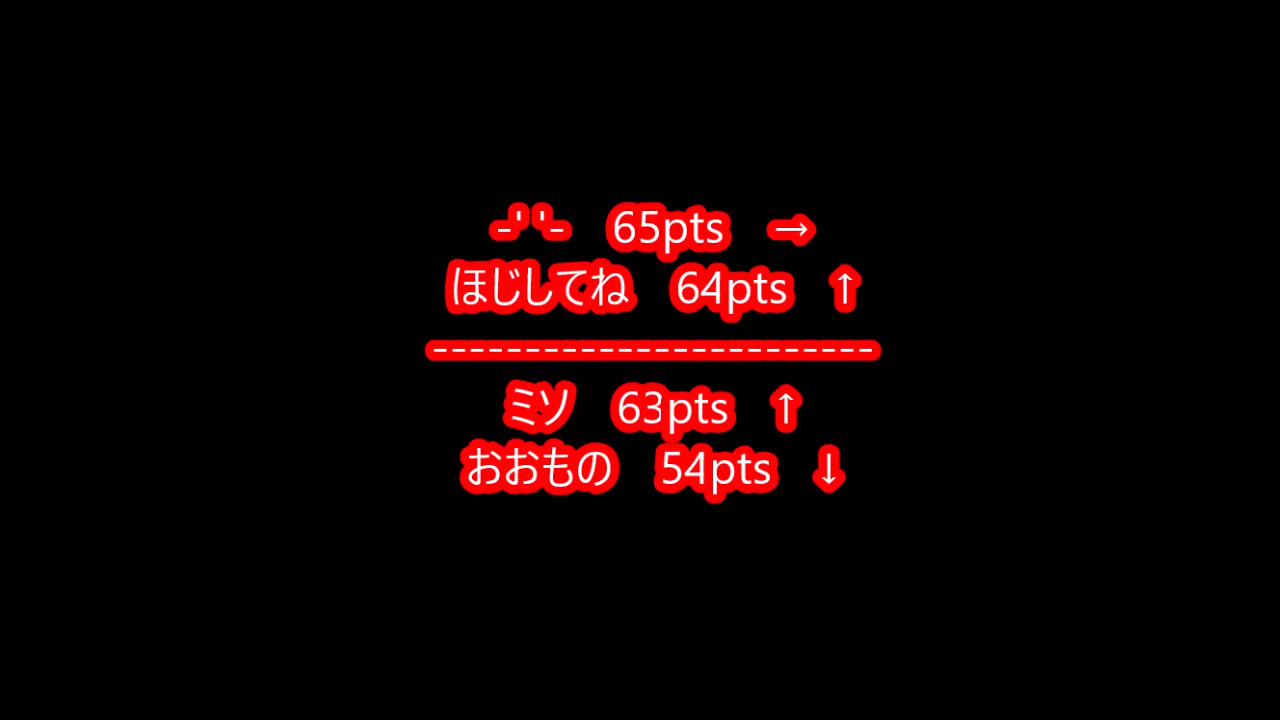 -' '-　65pts　→
ほじしてね　64pts　↑
------------------------
ミソ　63pts　↑
おおもの　54pts　↓